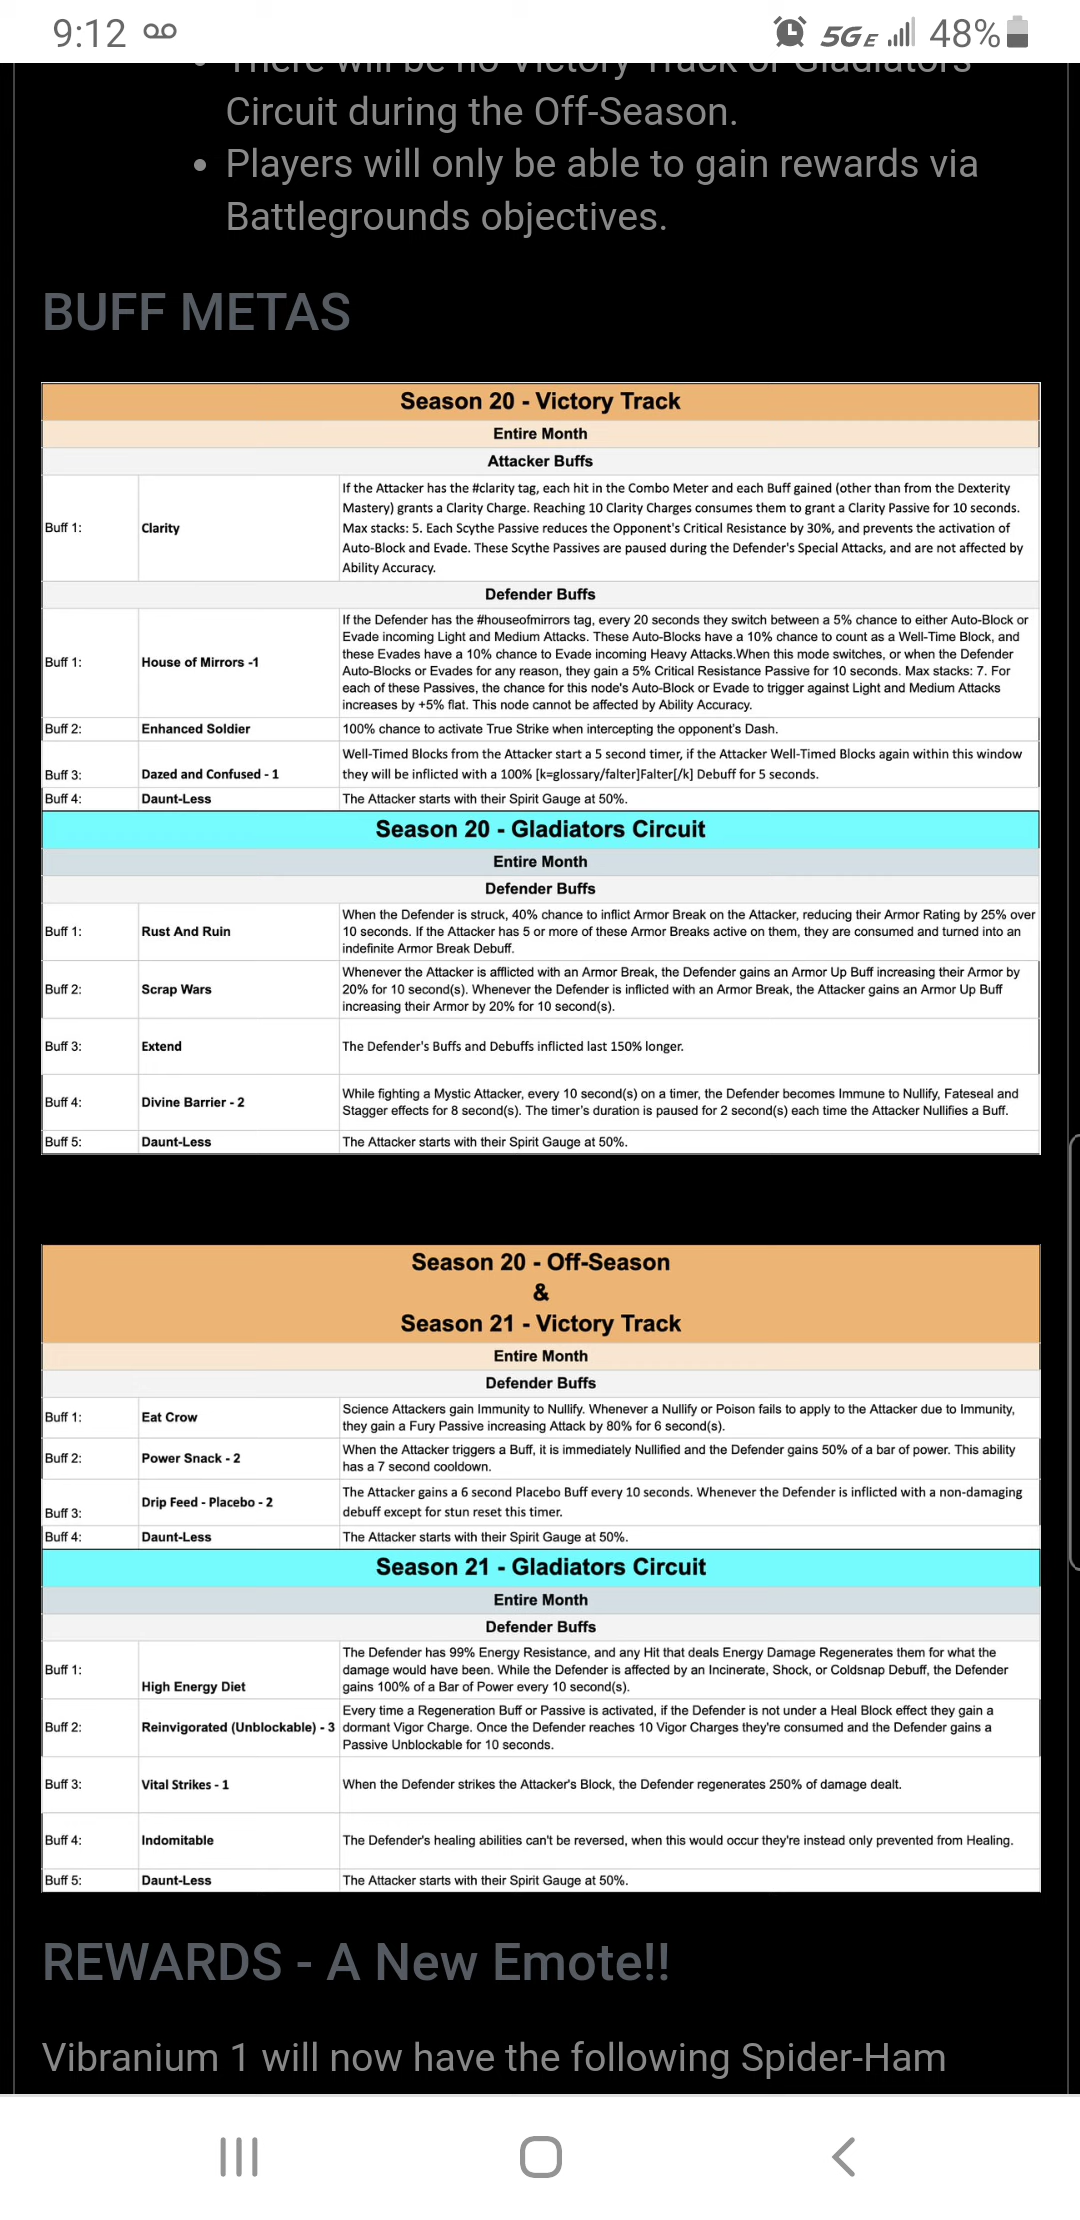 9:12
5GE 48%
There will be no Victory Track or Gladiators
Circuit during the Off-Season.
• Players will only be able to gain rewards via
Battlegrounds objectives.
BUFF METAS
Season 20 - Victory Track
Entire Month
Attacker Buffs
Buff 1: Clarity
If the Attacker has the #clarity tag, each hit in the Combo Meter and each Buff gained (other than from the Dexterity
Mastery) grants a Clarity Charge. Reaching 10 Clarity Charges consumes them to grant a Clarity Passive for 10 seconds.
Max stacks: 5. Each Scythe Passive reduces the Opponent's Critical Resistance by 30%, and prevents the activation of
Auto-Block and Evade. These Scythe Passives are paused during the Defender's Special Attacks, and are not affected by
Ability Accuracy.
Defender Buffs
Buff 1: House of Mirrors -1
If the Defender has the #houseofmirrors tag, every 20 seconds they switch between a 5% chance to either Auto-Block or
Evade incoming Light and Medium Attacks. These Auto-Blocks have a 10% chance to count as a Well-Time Block, and
these Evades have a 10% chance to Evade incoming Heavy Attacks.When this mode switches, or when the Defender
Auto-Blocks or Evades for any reason, they gain a 5% Critical Resistance Passive for 10 seconds. Max stacks: 7. For
each of these Passives, the chance for this node's Auto-Block or Evade to trigger against Light and Medium Attacks
increases by +5% flat. This node cannot be affected by Ability Accuracy.
Buff 2: Enhanced Soldier 100% chance to activate True Strike when intercepting the opponent's Dash.
Buff 3: Dazed and Confused - 1
Well-Timed Blocks from the Attacker start a 5 second timer, if the Attacker Well-Timed Blocks again within this window
they will be inflicted with a 100% [k=glossary/falter]Falter[/k] Debuff for 5 seconds.
Buff 4: Daunt-Less The Attacker starts with their Spirit Gauge at 50%.
Season 20 - Gladiators Circuit
Entire Month
Defender Buffs
Buff 1: Rust And Ruin
When the Defender is struck, 40% chance to inflict Armor Break on the Attacker, reducing their Armor Rating by 25% over
10 seconds. If the Attacker has 5 or more of these Armor Breaks active on them, they are consumed and turned into an
indefinite Armor Break Debuff.
Buff 2: Scrap Wars
Whenever the Attacker is afflicted with an Armor Break, the Defender gains an Armor Up Buff increasing their Armor by
20% for 10 second(s). Whenever the Defender is inflicted with an Armor Break, the Attacker gains an Armor Up Buff
increasing their Armor by 20% for 10 second(s).
Buff 3: Extend The Defender's Buffs and Debuffs inflicted last 150% longer.
Buff 4: Divine Barrier - 2
While fighting a Mystic Attacker, every 10 second(s) on a timer, the Defender becomes Immune to Nullify, Fateseal and
Stagger effects for 8 second(s). The timer's duration is paused for 2 second(s) each time the Attacker Nullifies a Buff.
Buff 5: Daunt-Less The Attacker starts with their Spirit Gauge at 50%.
Season 20 - Off-Season
&
Season 21 - Victory Track
Entire Month
Defender Buffs
Buff 1: Eat Crow
Science Attackers gain Immunity to Nullify. Whenever a Nullify or Poison fails to apply to the Attacker due to Immunity,
they gain a Fury Passive increasing Attack by 80% for 6 second(s).
Buff 2: Power Snack - 2
When the Attacker triggers a Buff, it is immediately Nullified and the Defender gains 50% of a bar of power. This ability
has a 7 second cooldown.
Buff 3: Drip Feed - Placebo - 2
The Attacker gains a 6 second Placebo Buff every 10 seconds. Whenever the Defender is inflicted with a non-damaging
debuff except for stun reset this timer.
Buff 4: Daunt-Less The Attacker starts with their Spirit Gauge at 50%.
Season 21 - Gladiators Circuit
Entire Month
Defender Buffs
Buff 1: High Energy Diet
The Defender has 99% Energy Resistance, and any Hit that deals Energy Damage Regenerates them for what the
damage would have been. While the Defender is affected by an Incinerate, Shock, or Coldsnap Debuff, the Defender
gains 100% of a Bar of Power every 10 second(s).
Buff 2: Reinvigorated (Unblockable) - 3
Every time a Regeneration Buff or Passive is activated, if the Defender is not under a Heal Block effect they gain a
dormant Vigor Charge. Once the Defender reaches 10 Vigor Charges they're consumed and the Defender gains a
Passive Unblockable for 10 seconds.
Buff 3: Vital Strikes - 1 When the Defender strikes the Attacker's Block, the Defender regenerates 250% of damage dealt.
Buff 4: Indomitable The Defender's healing abilities can't be reversed, when this would occur they're instead only prevented from Healing.
Buff 5: Daunt-Less The Attacker starts with their Spirit Gauge at 50%.
REWARDS - A New Emote!!
Vibranium 1 will now have the following Spider-Ham